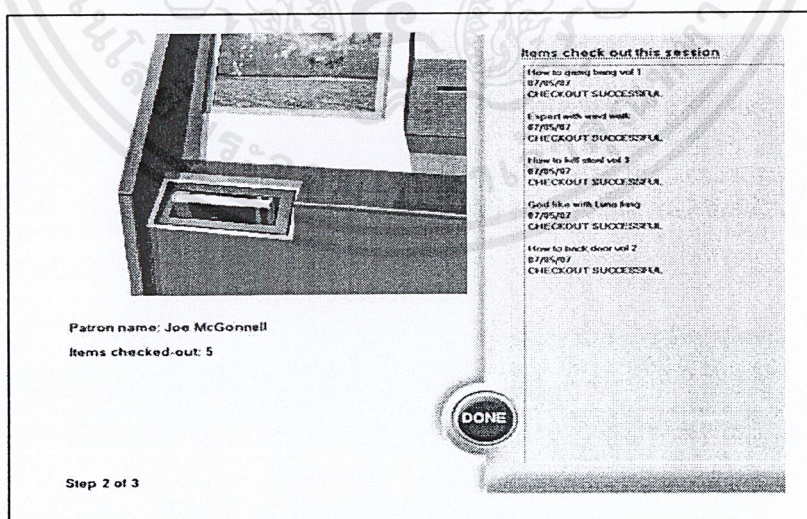 Items check out this session
How to gang bang vol 1
07/05/07
CHECKOUT SUCCESSFUL
Expert with wind walk
07/05/07
CHECKOUT SUCCESSFUL
How to kill steal vol 3
07/05/07
CHECKOUT SUCCESSFUL
God like with Luna fang
07/05/07
CHECKOUT SUCCESSFUL
How to back door vol 2
07/05/07
CHECKOUT SUCCESSFUL
Patron name: Joe McGonnell
Items checked-out: 5
DONE
Step 2 of 3